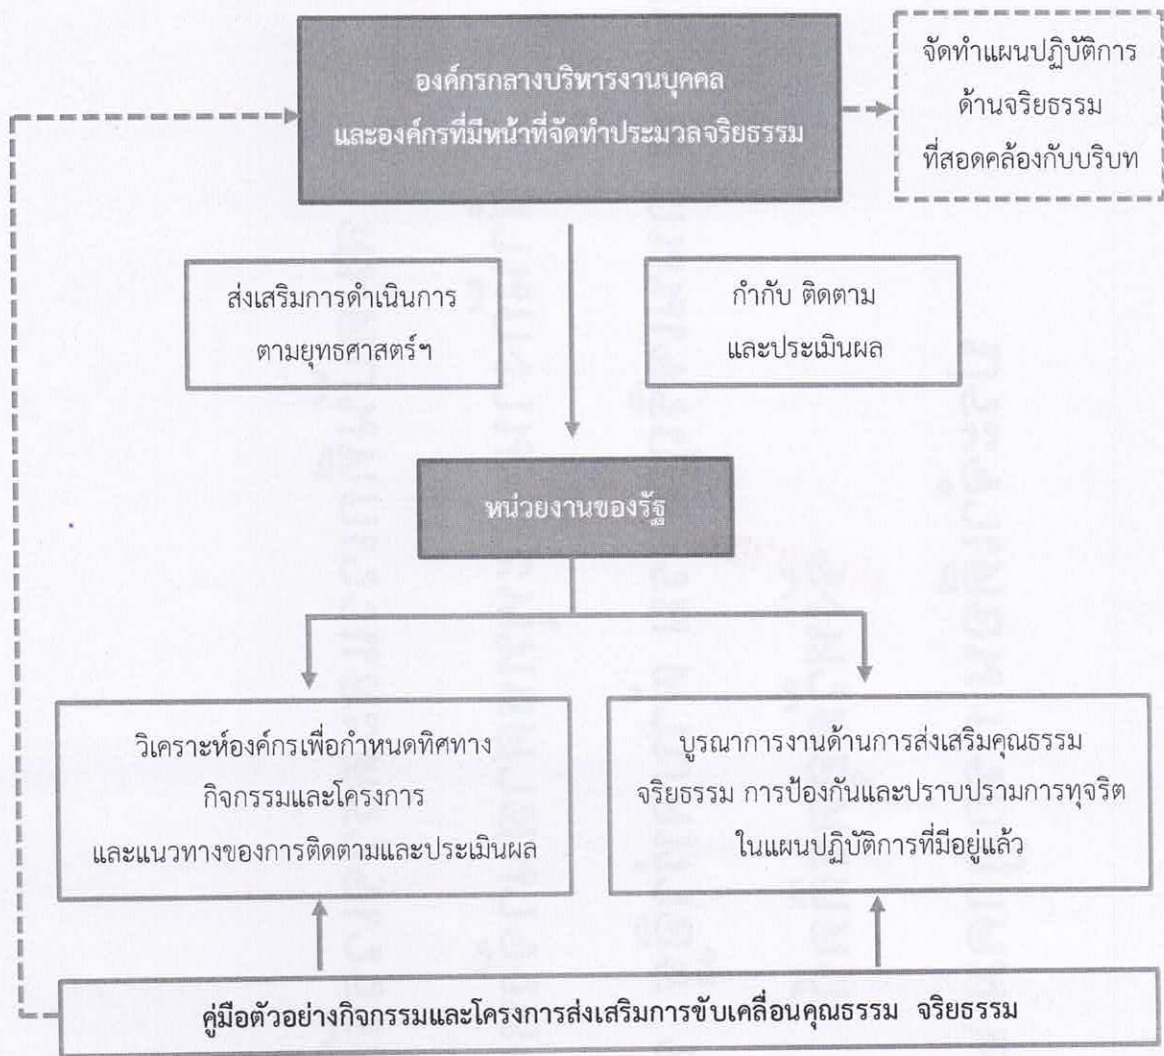 องค์กรกลางบริหารงานบุคคล
และองค์กรที่มีหน้าที่จัดทำประมวลจริยธรรม
จัดทำแผนปฏิบัติการ
ด้านจริยธรรม
ที่สอดคล้องกับบริบท
ส่งเสริมการดำเนินการ
ตามยุทธศาสตร์ฯ
กำกับ ติดตาม
และประเมินผล
หน่วยงานของรัฐ
วิเคราะห์องค์กรเพื่อกำหนดทิศทาง
กิจกรรมและโครงการ
และแนวทางของการติดตามและประเมินผล
บูรณาการงานด้านการส่งเสริมคุณธรรม
จริยธรรม การป้องกันและปราบปรามการทุจริต
ในแผนปฏิบัติการที่มีอยู่แล้ว
คู่มือตัวอย่างกิจกรรมและโครงการส่งเสริมการขับเคลื่อนคุณธรรม จริยธรรม